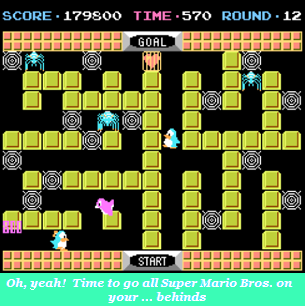 SCORE·179800 TIME·570 ROUND·12
GOAL
START
Oh, yeah!  Time to go all Super Mario Bros. on
your ... behinds